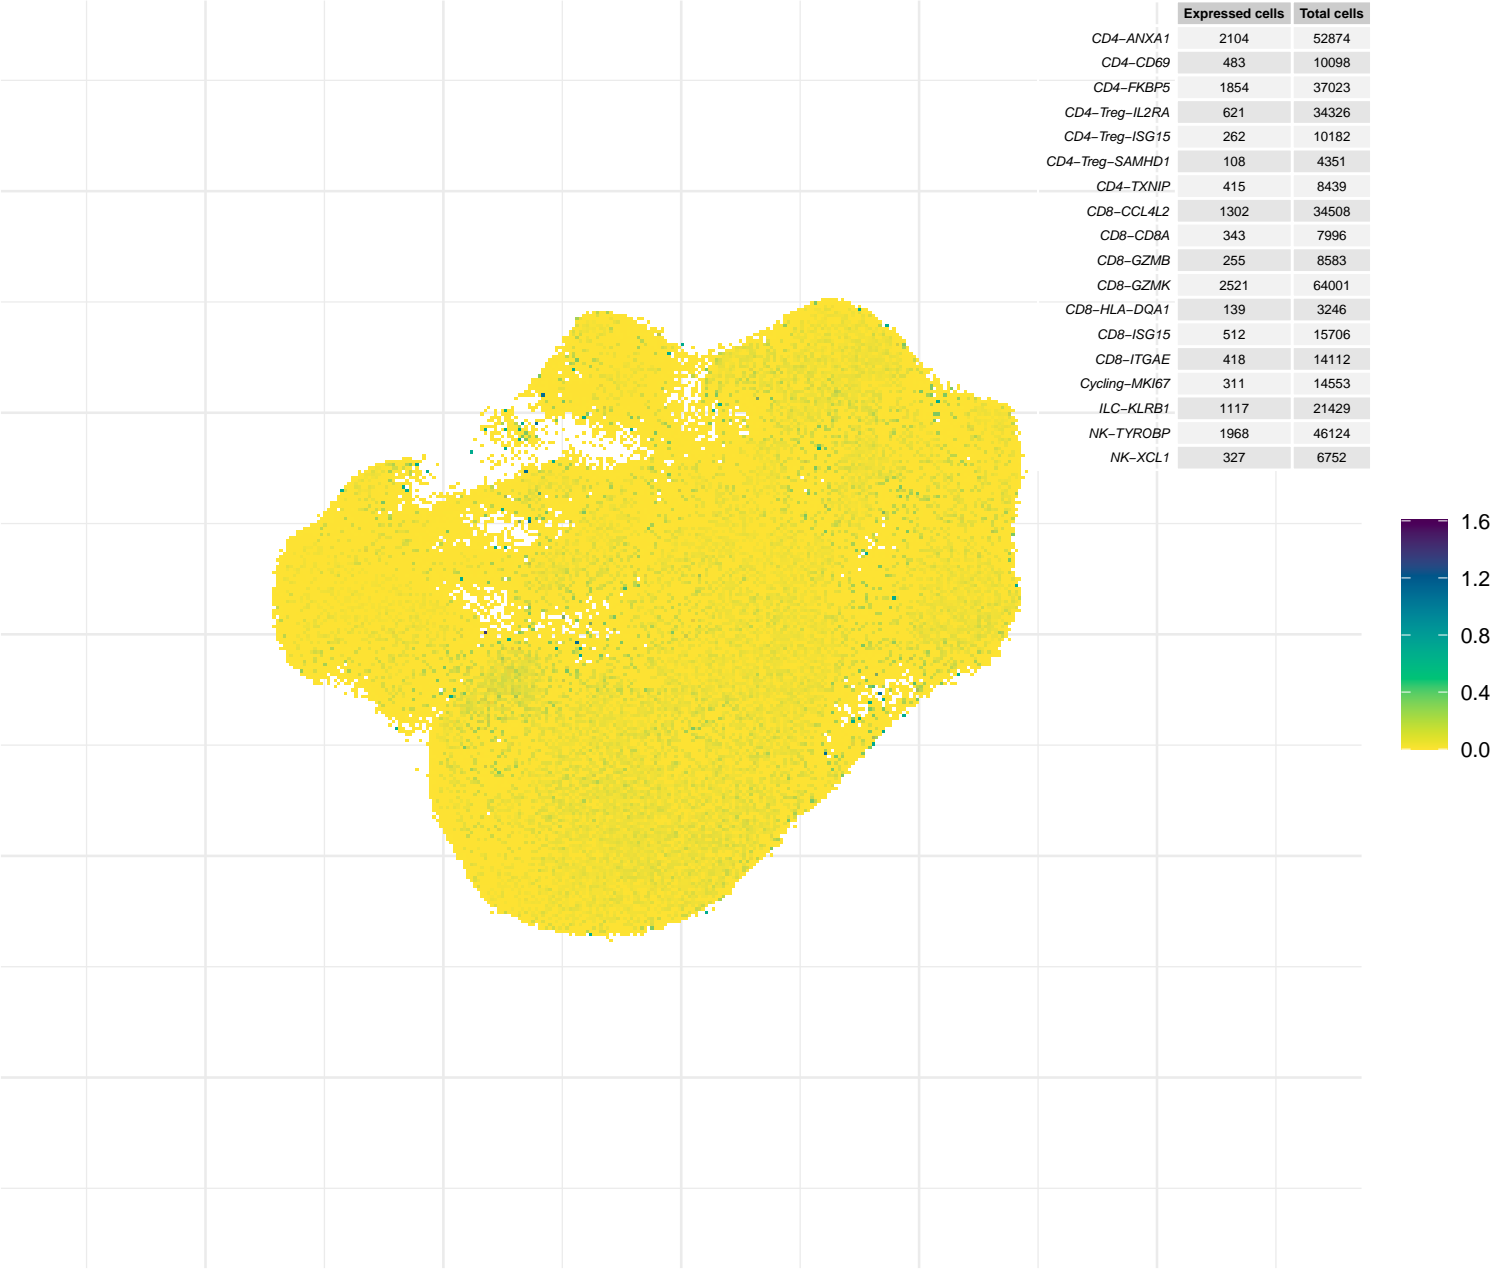 Expressed cells Total cells
CD4−ANXA1 2104 52874
CD4−CD69 483 10098
CD4−FKBP5 1854 37023
CD4−Treg−IL2RA 621 34326
CD4−Treg−ISG15 262 10182
CD4−Treg−SAMHD1 108 4351
CD4−TXNIP 415 8439
CD8−CCL4L2 1302 34508
CD8−CD8A 343 7996
CD8−GZMB 255 8583
CD8−GZMK 2521 64001
CD8−HLA−DQA1 139 3246
CD8−ISG15 512 15706
CD8−ITGAE 418 14112
Cycling−MKI67 311 14553
ILC−KLRB1 1117 21429
NK−TYROBP 1968 46124
NK−XCL1 327 6752
1.6
1.2
0.8
0.4
0.0